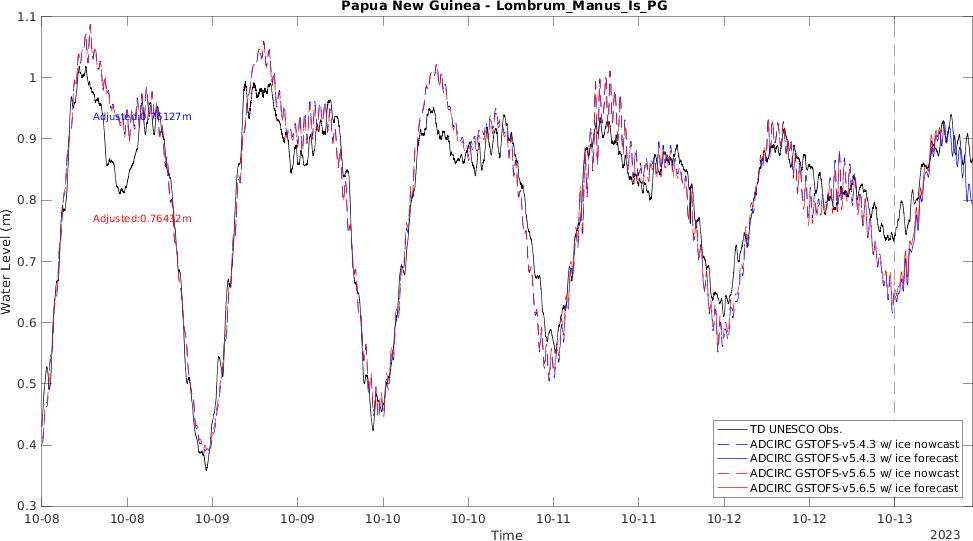 Papua New Guinea - Lombrum_Manus_Is_PG
1.1
1
0.9
0.8
0.7
0.6
0.5
0.4
0.3
Water Level (m)
Adjusted:0.76127m
Adjusted:0.76432m
TD UNESCO Obs.
ADCIRC GSTOFS-v5.4.3 w/ ice nowcast
ADCIRC GSTOFS-v5.4.3 w/ ice forecast
ADCIRC GSTOFS-v5.6.5 w/ ice nowcast
ADCIRC GSTOFS-v5.6.5 w/ ice forecast
10-08 10-08 10-09 10-09 10-10 10-10 10-11 10-11 10-12 10-12 10-13
Time
2023